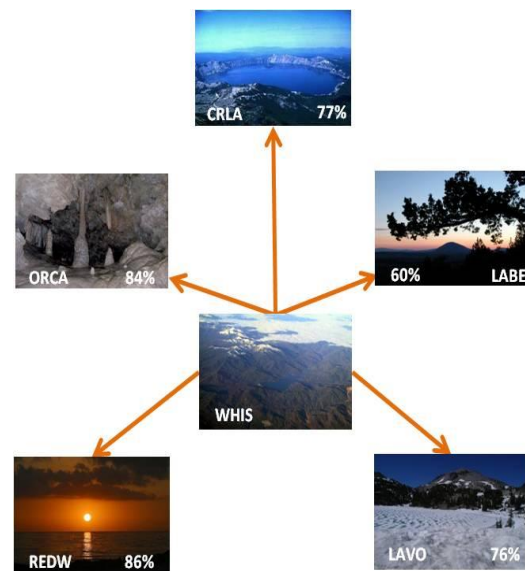 CRLA 77%
ORCA 84%
60% LABE
WHIS
REDW 86%
LAVO 76%